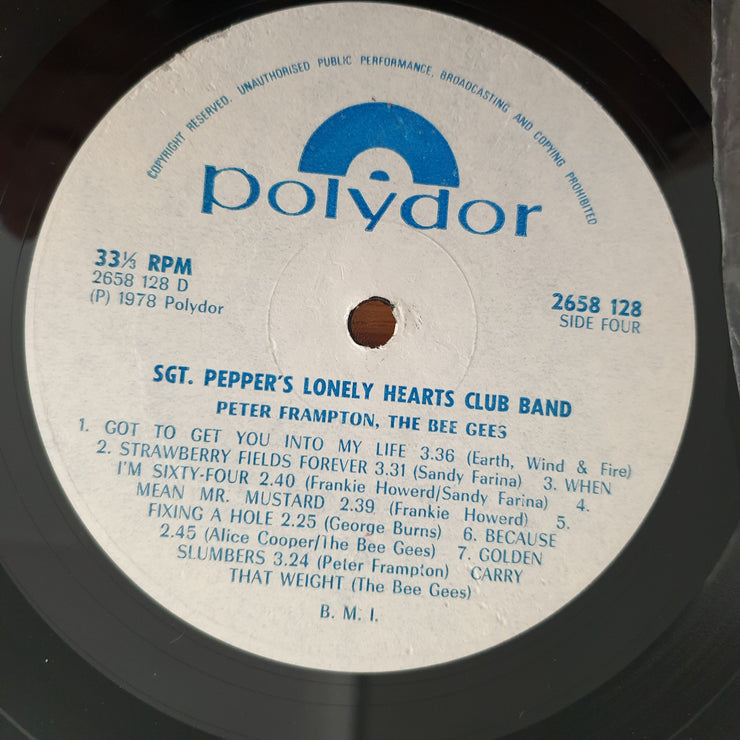 COPYRIGHT RESERVED. UNAUTHORISED PUBLIC PERFORMANCE, BROADCASTING AND COPYING PROHIBITED
polydor
33⅓ RPM
2658 128 D
(P) 1978 Polydor
2658 128
SIDE FOUR
SGT. PEPPER'S LONELY HEARTS CLUB BAND
PETER FRAMPTON, THE BEE GEES
1. GOT TO GET YOU INTO MY LIFE 3.36 (Earth, Wind & Fire)
2. STRAWBERRY FIELDS FOREVER 3.31 (Sandy Farina) 3. WHEN
I'M SIXTY-FOUR 2.40 (Frankie Howerd/Sandy Farina) 4.
MEAN MR. MUSTARD 2.39 (Frankie Howerd) 5.
FIXING A HOLE 2.25 (George Burns) 6. BECAUSE
2.45 (Alice Cooper/The Bee Gees) 7. GOLDEN
SLUMBERS 3.24 (Peter Frampton) CARRY
THAT WEIGHT (The Bee Gees)
B. M. I.